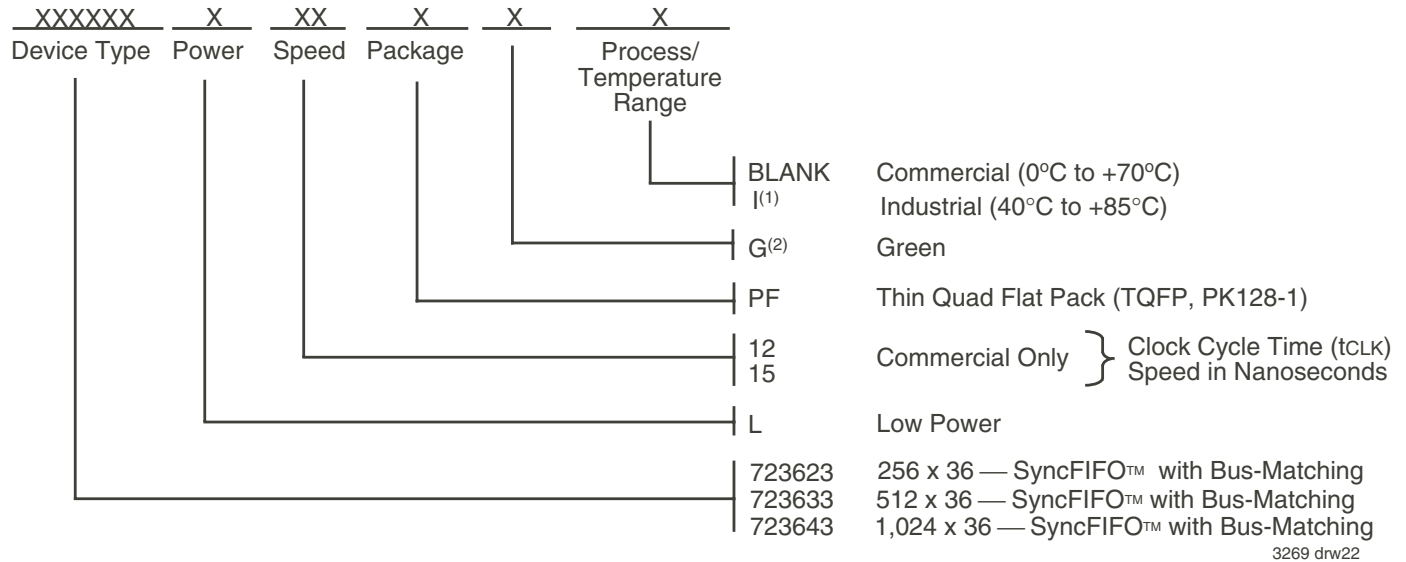 XXXXXX X XX X X X
Device Type Power Speed Package Process/
Temperature
Range
BLANK Commercial (0ºC to +70ºC)
I(1) Industrial (40°C to +85°C)
G(2) Green
PF Thin Quad Flat Pack (TQFP, PK128-1)
12
15
Commercial Only } Clock Cycle Time (tCLK)
Speed in Nanoseconds
L Low Power
723623 256 x 36 — SyncFIFO™ with Bus-Matching
723633 512 x 36 — SyncFIFO™ with Bus-Matching
723643 1,024 x 36 — SyncFIFO™ with Bus-Matching
3269 drw22